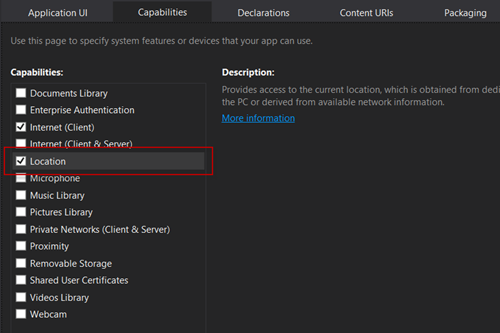 Application UI Capabilities Declarations Content URIs Packaging
Use this page to specify system features or devices that your app can use.
Capabilities:
Documents Library
Enterprise Authentication
Internet (Client)
Internet (Client & Server)
Location
Microphone
Music Library
Pictures Library
Private Networks (Client & Server)
Proximity
Removable Storage
Shared User Certificates
Videos Library
Webcam
Description:
Provides access to the current location, which is obtained from
the PC or derived from available network information.
More information